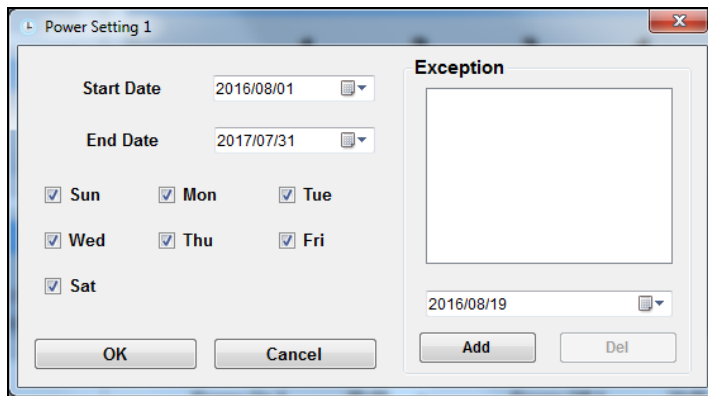 Power Setting 1
Start Date 2016/08/01
End Date 2017/07/31
Sun Mon Tue
Wed Thu Fri
Sat
OK Cancel
Exception
2016/08/19
Add Del